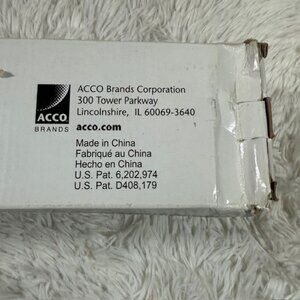 ACCO
BRANDS
ACCO Brands Corporation
300 Tower Parkway
Lincolnshire, IL 60069-3640
acco.com
Made in China
Fabriqué au China
Hecho en China
U.S. Pat. 6,202,974
U.S. Pat. D408,179